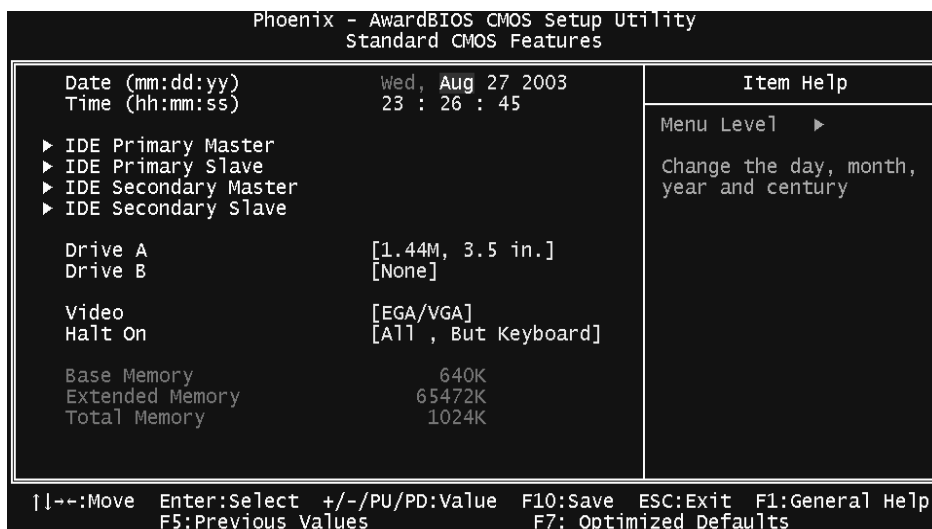 Phoenix - AwardBIOS CMOS Setup Utility
Standard CMOS Features
Date (mm:dd:yy) Wed, Aug 27 2003
Time (hh:mm:ss) 23 : 26 : 45
▶ IDE Primary Master
▶ IDE Primary Slave
▶ IDE Secondary Master
▶ IDE Secondary Slave
Drive A [1.44M, 3.5 in.]
Drive B [None]
Video [EGA/VGA]
Halt On [All , But Keyboard]
Base Memory 640K
Extended Memory 65472K
Total Memory 1024K
Item Help
Menu Level ▶
Change the day, month,
year and century
↑↓→←:Move Enter:Select +/-/PU/PD:Value F10:Save ESC:Exit F1:General Help
F5:Previous Values F7: Optimized Defaults